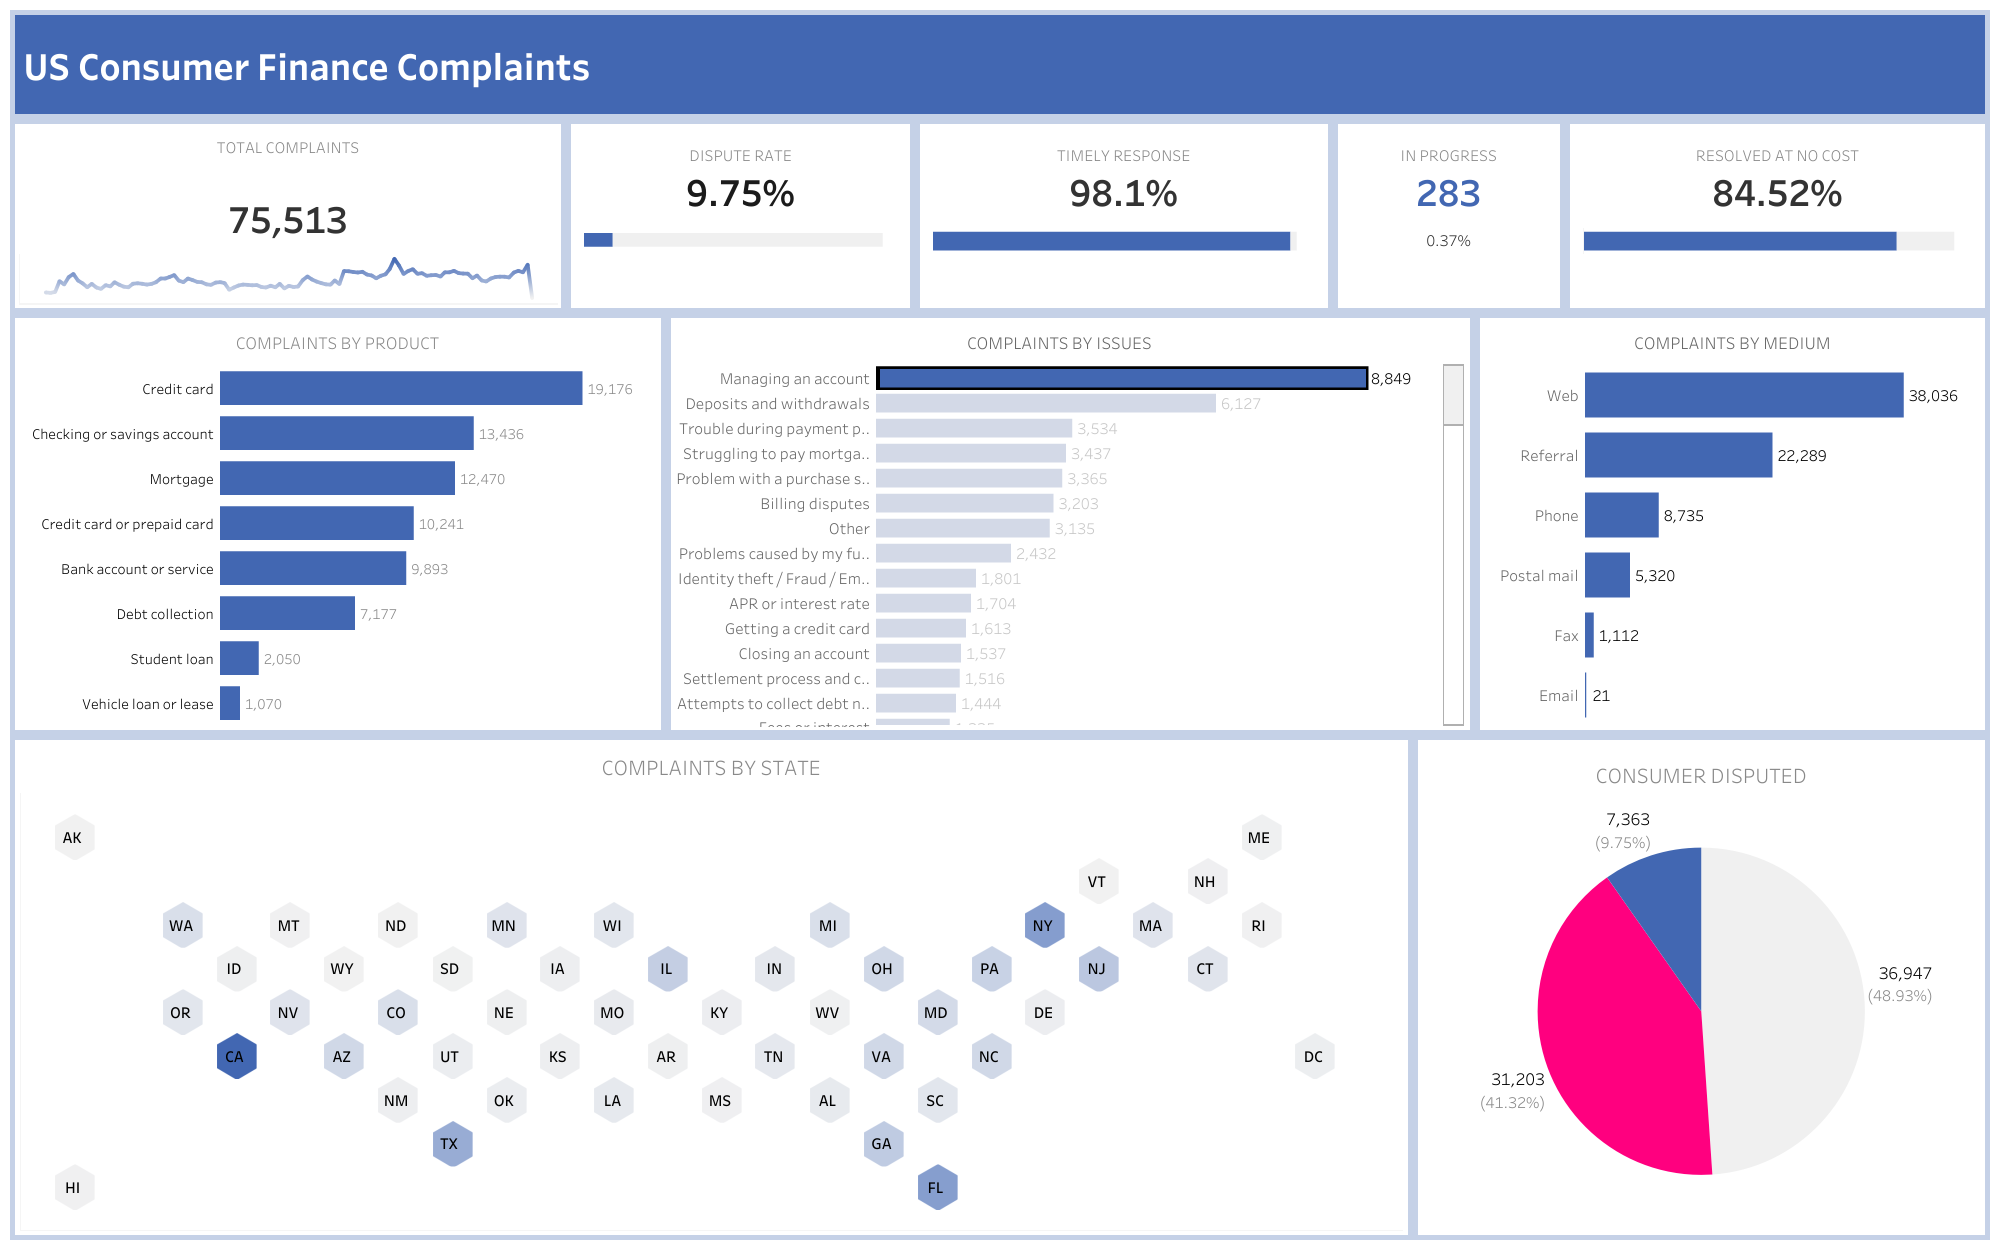 US Consumer Finance Complaints
TOTAL COMPLAINTS
75,513
DISPUTE RATE
9.75%
TIMELY RESPONSE
98.1%
IN PROGRESS
283
0.37%
RESOLVED AT NO COST
84.52%
COMPLAINTS BY PRODUCT
Credit card 19,176
Checking or savings account 13,436
Mortgage 12,470
Credit card or prepaid card 10,241
Bank account or service 9,893
Debt collection 7,177
Student loan 2,050
Vehicle loan or lease 1,070
COMPLAINTS BY ISSUES
Managing an account 8,849
Deposits and withdrawals 6,127
Trouble during payment p.. 3,534
Struggling to pay mortga.. 3,437
Problem with a purchase s.. 3,365
Billing disputes 3,203
Other 3,135
Problems caused by my fu.. 2,432
Identity theft / Fraud / Em.. 1,801
APR or interest rate 1,704
Getting a credit card 1,613
Closing an account 1,537
Settlement process and c.. 1,516
Attempts to collect debt n.. 1,444
Fees or interest
COMPLAINTS BY MEDIUM
Web 38,036
Referral 22,289
Phone 8,735
Postal mail 5,320
Fax 1,112
Email 21
COMPLAINTS BY STATE
AK ME
VT NH
WA MT ND MN WI MI NY MA RI
ID WY SD IA IL IN OH PA NJ CT
OR NV CO NE MO KY WV MD DE
CA AZ UT KS AR TN VA NC DC
NM OK LA MS AL SC
TX GA
HI FL
CONSUMER DISPUTED
7,363
(9.75%)
36,947
(48.93%)
31,203
(41.32%)